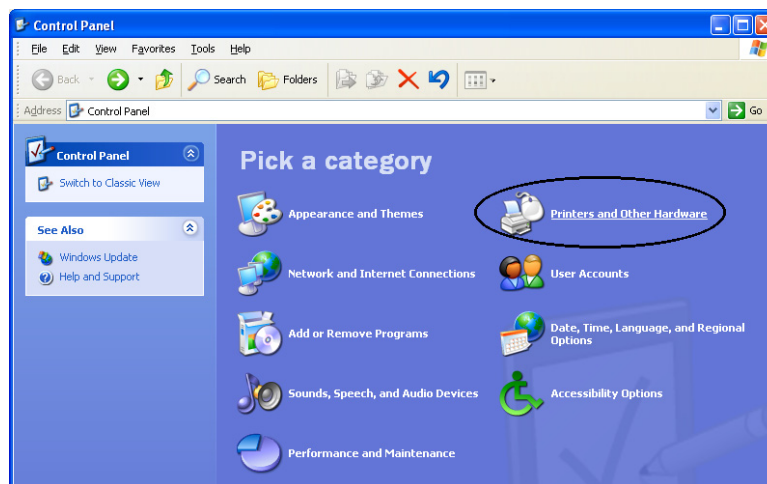 Control Panel
File Edit View Favorites Tools Help
Back Search Folders
Address Control Panel Go
Control Panel
Switch to Classic View
See Also
Windows Update
Help and Support
Pick a category
Appearance and Themes
Printers and Other Hardware
Network and Internet Connections
User Accounts
Add or Remove Programs
Date, Time, Language, and Regional
Options
Sounds, Speech, and Audio Devices
Accessibility Options
Performance and Maintenance